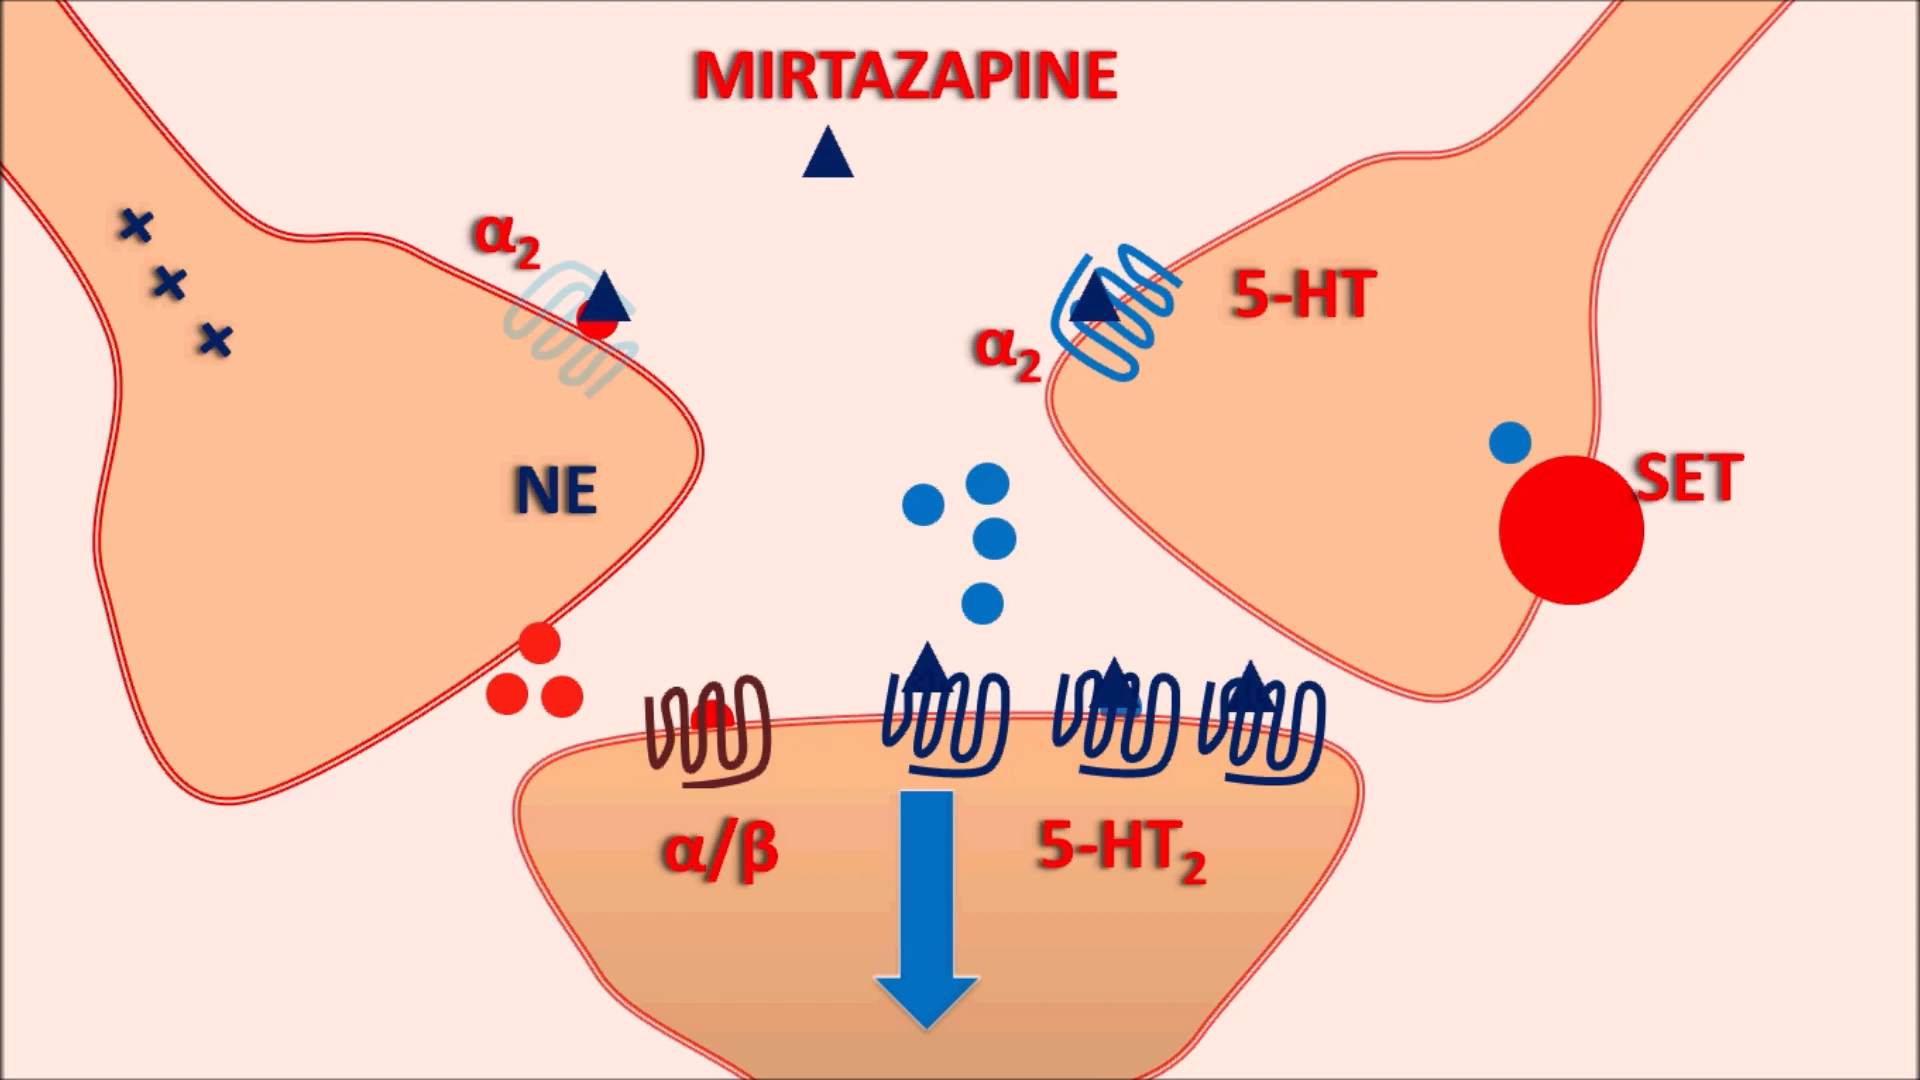 MIRTAZAPINE
α₂
5-HT
α₂
SET
NE
α/β
5-HT₂